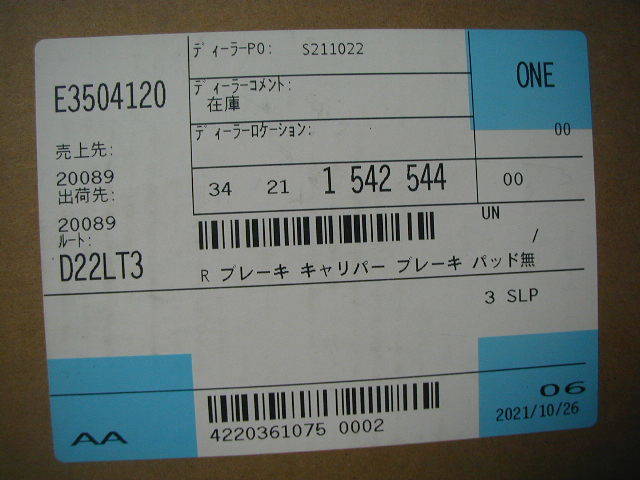 E3504120
ﾃﾞｨｰﾗｰPO: S211022
ﾃﾞｨｰﾗｰｺﾒﾝﾄ:
在庫
ﾃﾞｨｰﾗｰﾛｹｰｼｮﾝ:
ONE
00
売上先:
20089
出荷先:
20089
ﾙｰﾄ:
D22LT3
34 21 1 542 544 00
UN
/
R ブレーキ キャリパー ブレーキ パッド無
3 SLP
AA
4220361075 0002
06
2021/10/26